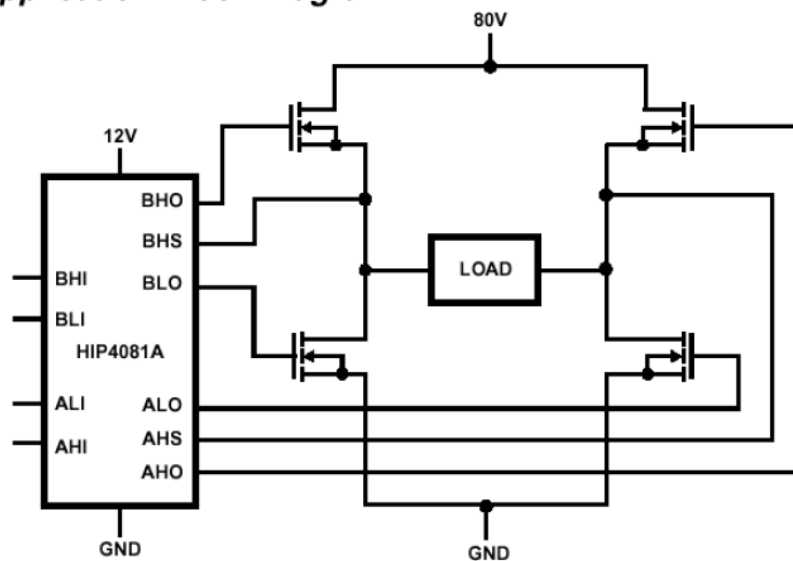 80V
12V
BHO
BHS
BHI
BLO
LOAD
BLI
HIP4081A
ALI
ALO
AHS
AHI
AHO
GND
GND